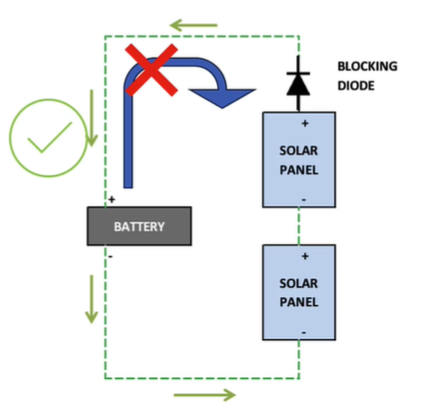 BLOCKING
DIODE
+
SOLAR
PANEL
-
+
BATTERY
-
+
SOLAR
PANEL
-